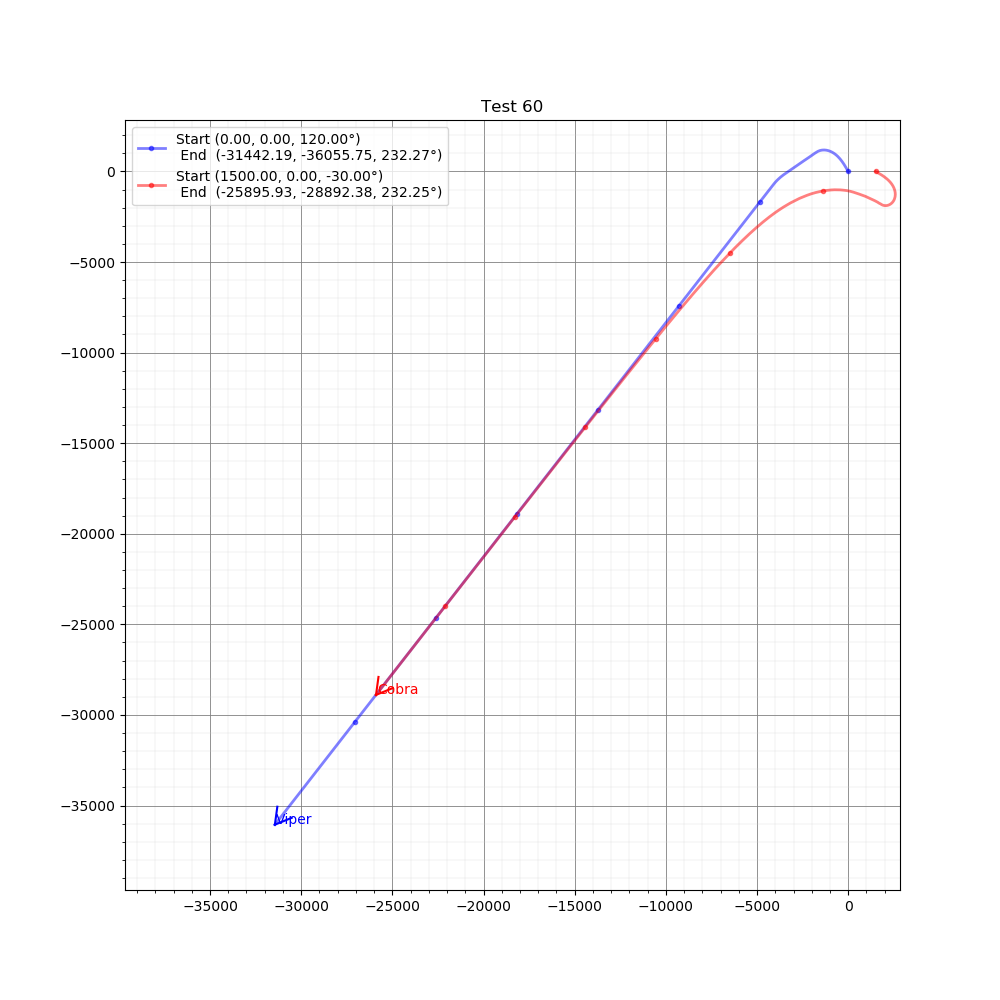 Test 60
Start (0.00, 0.00, 120.00°)
End (-31442.19, -36055.75, 232.27°)
Start (1500.00, 0.00, -30.00°)
End (-25895.93, -28892.38, 232.25°)
0
−5000
−10000
−15000
−20000
−25000
−30000
−35000
Cobra
Viper
−35000 −30000 −25000 −20000 −15000 −10000 −5000 0